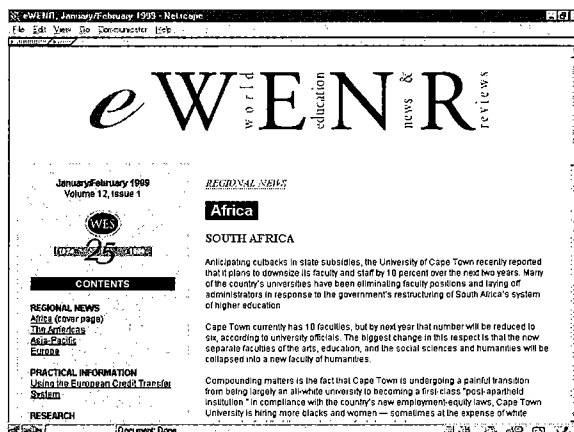 eWENR, January/February 1999 - Netscape
File Edit View Go Communicator Help
eWENR
world education news & reviews
January/February 1999
Volume 12, Issue 1
WES
25
CONTENTS
REGIONAL NEWS
Africa (cover page)
The Americas
Asia-Pacific
Europe
PRACTICAL INFORMATION
Using the European Credit Transfer
System
RESEARCH
REGIONAL NEWS
Africa
SOUTH AFRICA
Anticipating cutbacks in state subsidies, the University of Cape Town recently reported
that it plans to downsize its faculty and staff by 10 percent over the next two years. Many
of the country's universities have been eliminating faculty positions and laying off
administrators in response to the government's restructuring of South Africa's system
of higher education
Cape Town currently has 10 faculties, but by next year that number will be reduced to
six, according to university officials. The biggest change in this respect is that the now
separate faculties of the arts, education, and the social sciences and humanities will be
collapsed into a new faculty of humanities.
Compounding matters is the fact that Cape Town is undergoing a painful transition
from being largely an all-white university to becoming a first-class "post-apartheid
institution." In compliance with the country's new employment-equity laws, Cape Town
University is hiring more blacks and women — sometimes at the expense of white
Document: Done